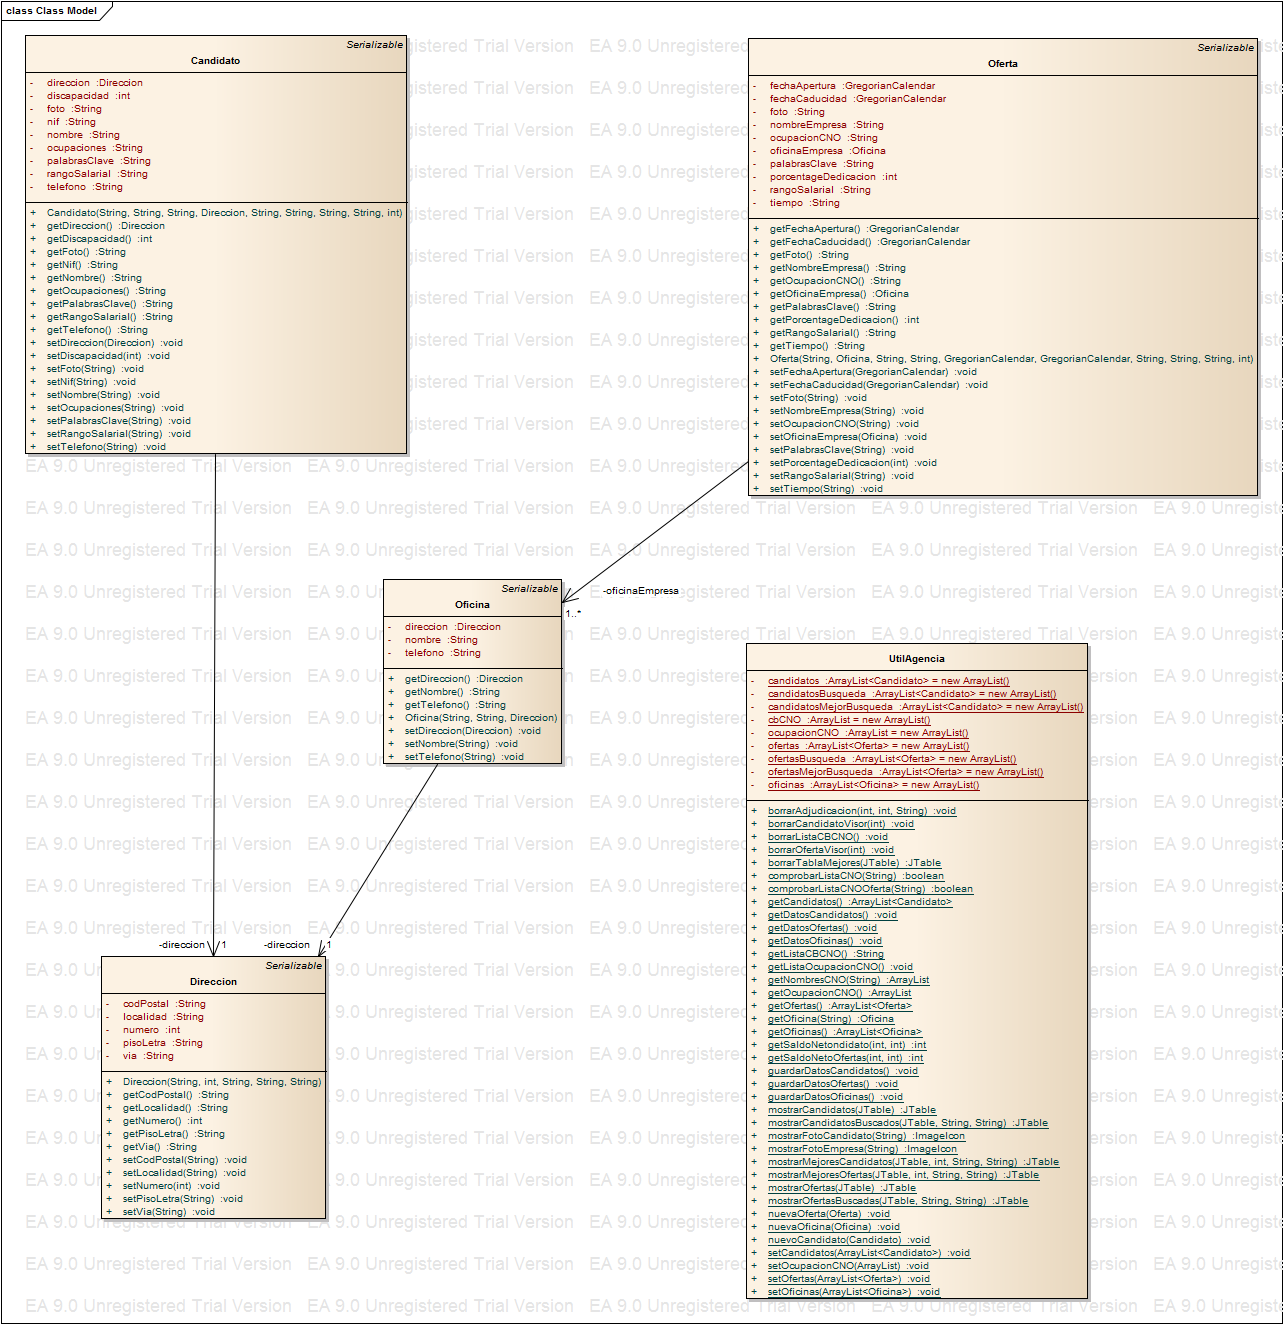 class Class Model
Serializable
Candidato
- direccion :Direccion
- discapacidad :int
- foto :String
- nif :String
- nombre :String
- ocupaciones :String
- palabrasClave :String
- rangoSalarial :String
- telefono :String
+ Candidato(String, String, String, Direccion, String, String, String, String, int)
+ getDireccion() :Direccion
+ getDiscapacidad() :int
+ getFoto() :String
+ getNif() :String
+ getNombre() :String
+ getOcupaciones() :String
+ getPalabrasClave() :String
+ getRangoSalarial() :String
+ getTelefono() :String
+ setDireccion(Direccion) :void
+ setDiscapacidad(int) :void
+ setFoto(String) :void
+ setNif(String) :void
+ setNombre(String) :void
+ setOcupaciones(String) :void
+ setPalabrasClave(String) :void
+ setRangoSalarial(String) :void
+ setTelefono(String) :void
Serializable
Oferta
- fechaApertura :GregorianCalendar
- fechaCaducidad :GregorianCalendar
- foto :String
- nombreEmpresa :String
- ocupacionCNO :String
- oficinaEmpresa :Oficina
- palabrasClave :String
- porcentageDedicacion :int
- rangoSalarial :String
- tiempo :String
+ getFechaApertura() :GregorianCalendar
+ getFechaCaducidad() :GregorianCalendar
+ getFoto() :String
+ getNombreEmpresa() :String
+ getOcupacionCNO() :String
+ getOficinaEmpresa() :Oficina
+ getPalabrasClave() :String
+ getPorcentageDedicacion() :int
+ getRangoSalarial() :String
+ getTiempo() :String
+ Oferta(String, Oficina, String, String, GregorianCalendar, GregorianCalendar, String, String, String, int)
+ setFechaApertura(GregorianCalendar) :void
+ setFechaCaducidad(GregorianCalendar) :void
+ setFoto(String) :void
+ setNombreEmpresa(String) :void
+ setOcupacionCNO(String) :void
+ setOficinaEmpresa(Oficina) :void
+ setPalabrasClave(String) :void
+ setPorcentageDedicacion(int) :void
+ setRangoSalarial(String) :void
+ setTiempo(String) :void
-oficinaEmpresa
1..*
Serializable
Oficina
- direccion :Direccion
- nombre :String
- telefono :String
+ getDireccion() :Direccion
+ getNombre() :String
+ getTelefono() :String
+ Oficina(String, String, Direccion)
+ setDireccion(Direccion) :void
+ setNombre(String) :void
+ setTelefono(String) :void
-direccion 1
-direccion 1
Serializable
Direccion
- codPostal :String
- localidad :String
- numero :int
- pisoLetra :String
- via :String
+ Direccion(String, int, String, String, String)
+ getCodPostal() :String
+ getLocalidad() :String
+ getNumero() :int
+ getPisoLetra() :String
+ getVia() :String
+ setCodPostal(String) :void
+ setLocalidad(String) :void
+ setNumero(int) :void
+ setPisoLetra(String) :void
+ setVia(String) :void
UtilAgencia
- candidatos :ArrayList<Candidato> = new ArrayList()
- candidatosBusqueda :ArrayList<Candidato> = new ArrayList()
- candidatosMejorBusqueda :ArrayList<Candidato> = new ArrayList()
- cbCNO :ArrayList = new ArrayList()
- ocupacionCNO :ArrayList = new ArrayList()
- ofertas :ArrayList<Oferta> = new ArrayList()
- ofertasBusqueda :ArrayList<Oferta> = new ArrayList()
- ofertasMejorBusqueda :ArrayList<Oferta> = new ArrayList()
- oficinas :ArrayList<Oficina> = new ArrayList()
+ borrarAdjudicacion(int, int, String) :void
+ borrarCandidatoVisor(int) :void
+ borrarListaCBCNO() :void
+ borrarOfertaVisor(int) :void
+ borrarTablaMejores(JTable) :JTable
+ comprobarListaCNO(String) :boolean
+ comprobarListaCNOOferta(String) :boolean
+ getCandidatos() :ArrayList<Candidato>
+ getDatosCandidatos() :void
+ getDatosOfertas() :void
+ getDatosOficinas() :void
+ getListaCBCNO() :String
+ getListaOcupacionCNO() :void
+ getNombresCNO(String) :ArrayList
+ getOcupacionCNO() :ArrayList
+ getOfertas() :ArrayList<Oferta>
+ getOficina(String) :Oficina
+ getOficinas() :ArrayList<Oficina>
+ getSaldoNetondidato(int, int) :int
+ getSaldoNetoOfertas(int, int) :int
+ guardarDatosCandidatos() :void
+ guardarDatosOfertas() :void
+ guardarDatosOficinas() :void
+ mostrarCandidatos(JTable) :JTable
+ mostrarCandidatosBuscados(JTable, String, String) :JTable
+ mostrarFotoCandidato(String) :ImageIcon
+ mostrarFotoEmpresa(String) :ImageIcon
+ mostrarMejoresCandidatos(JTable, int, String, String) :JTable
+ mostrarMejoresOfertas(JTable, int, String, String) :JTable
+ mostrarOfertas(JTable) :JTable
+ mostrarOfertasBuscadas(JTable, String, String) :JTable
+ nuevaOferta(Oferta) :void
+ nuevaOficina(Oficina) :void
+ nuevoCandidato(Candidato) :void
+ setCandidatos(ArrayList<Candidato>) :void
+ setOcupacionCNO(ArrayList) :void
+ setOfertas(ArrayList<Oferta>) :void
+ setOficinas(ArrayList<Oficina>) :void
EA 9.0 Unregistered Trial Version